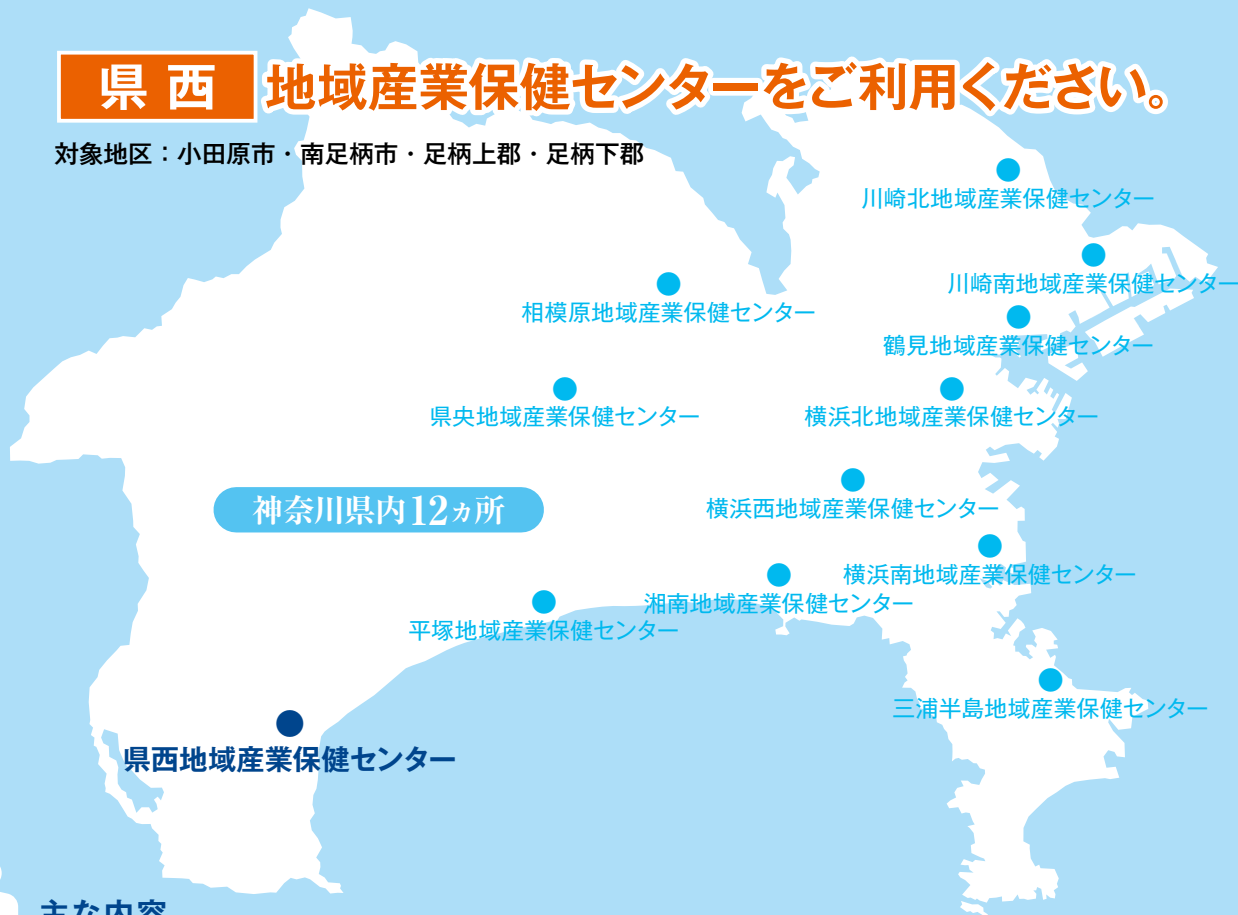 県西 地域産業保健センターをご利用ください。
対象地区：小田原市・南足柄市・足柄上郡・足柄下郡
川崎北地域産業保健センター
川崎南地域産業保健センター
相模原地域産業保健センター
鶴見地域産業保健センター
県央地域産業保健センター
横浜北地域産業保健センター
神奈川県内12ヵ所
横浜西地域産業保健センター
横浜南地域産業保健センター
湘南地域産業保健センター
平塚地域産業保健センター
三浦半島地域産業保健センター
県西地域産業保健センター
主な内容